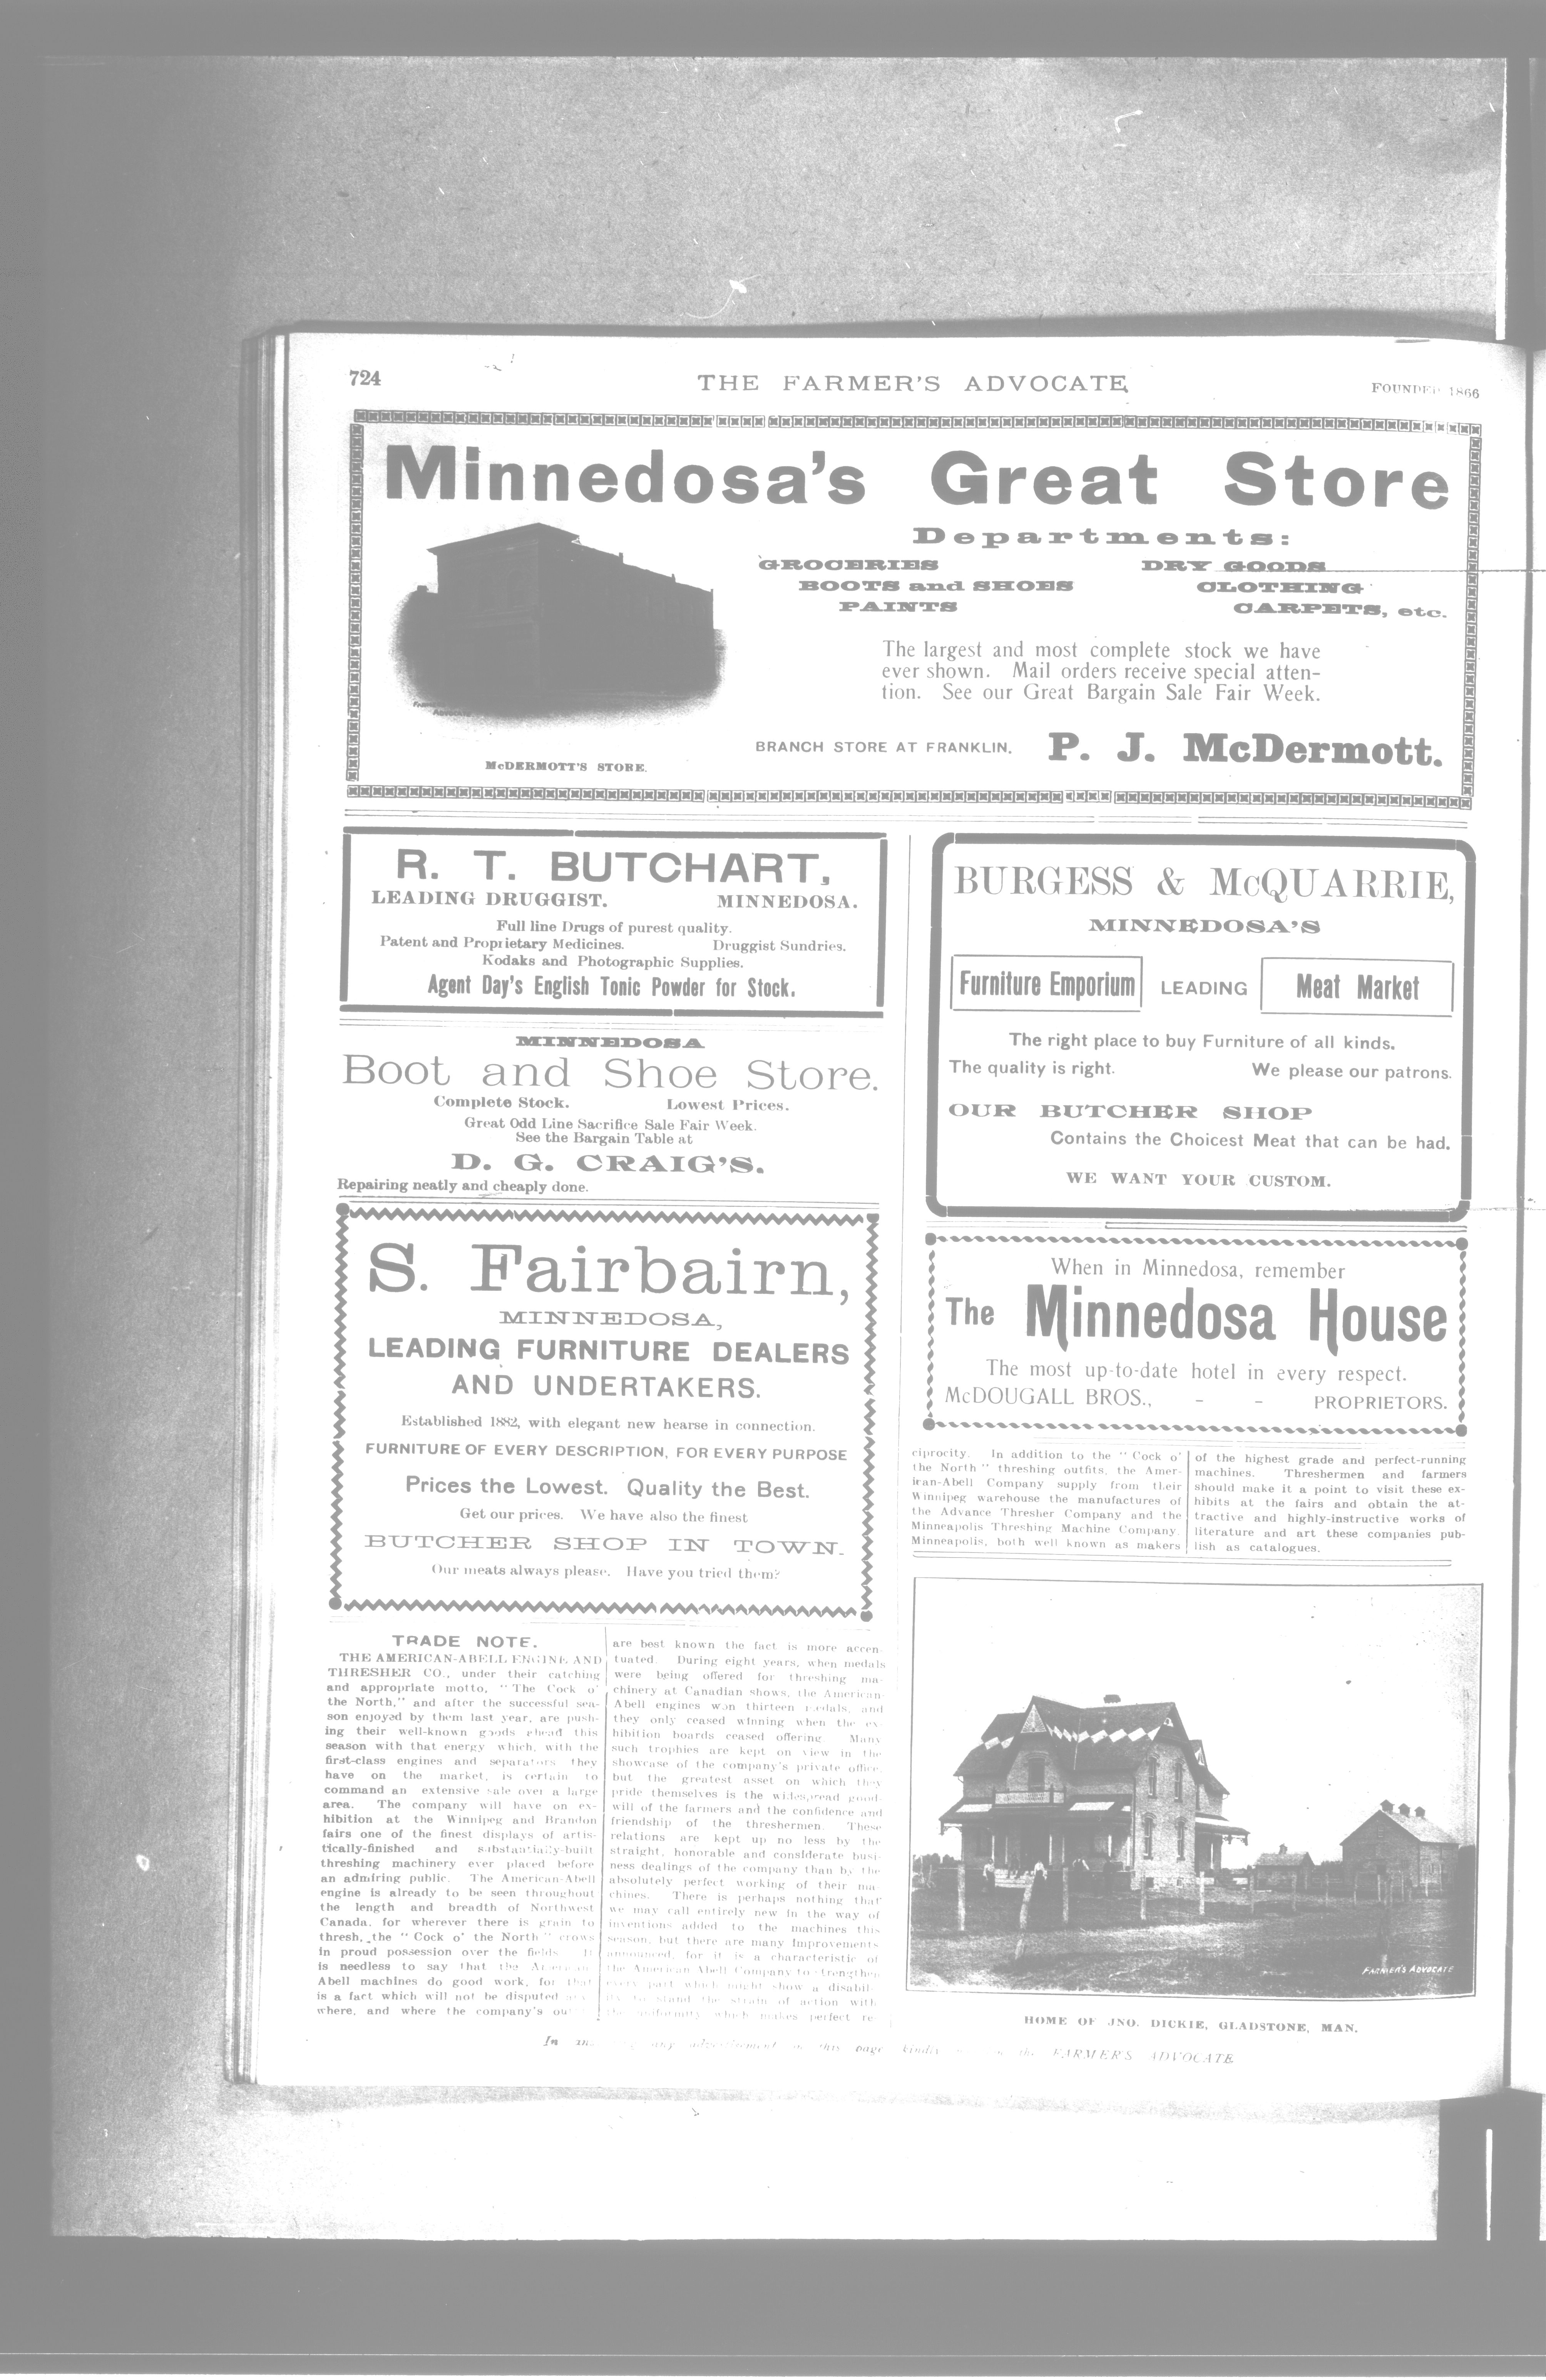 724
THE FARMER'S ADVOCATE
FOUNDED 1866
Minnedosa's Great Store
Departments:
GROCERIES
BOOTS and SHOES
PAINTS
DRY GOODS
CLOTHING
CARPETS, etc.
The largest and most complete stock we have
ever shown. Mail orders receive special atten-
tion. See our Great Bargain Sale Fair Week.
BRANCH STORE AT FRANKLIN.
P. J. McDermott.
McDERMOTT'S STORE.
R. T. BUTCHART,
LEADING DRUGGIST. MINNEDOSA.
Full line Drugs of purest quality.
Patent and Proprietary Medicines. Druggist Sundries.
Kodaks and Photographic Supplies.
Agent Day's English Tonic Powder for Stock.
MINNEDOSA
Boot and Shoe Store.
Complete Stock. Lowest Prices.
Great Odd Line Sacrifice Sale Fair Week.
See the Bargain Table at
D. G. CRAIG'S.
Repairing neatly and cheaply done.
S. Fairbairn,
MINNEDOSA,
LEADING FURNITURE DEALERS
AND UNDERTAKERS.
Established 1882, with elegant new hearse in connection.
FURNITURE OF EVERY DESCRIPTION, FOR EVERY PURPOSE
Prices the Lowest. Quality the Best.
Get our prices. We have also the finest
BUTCHER SHOP IN TOWN.
Our meats always please. Have you tried them?
BURGESS & McQUARRIE,
MINNEDOSA'S
Furniture Emporium LEADING Meat Market
The right place to buy Furniture of all kinds.
The quality is right. We please our patrons.
OUR BUTCHER SHOP
Contains the Choicest Meat that can be had.
WE WANT YOUR CUSTOM.
When in Minnedosa, remember
The Minnedosa House
The most up-to-date hotel in every respect.
McDOUGALL BROS., - - PROPRIETORS.
TRADE NOTE.
THE AMERICAN-ABELL ENGINE AND
THRESHER CO., under their catching
and appropriate motto, "The Cock o'
the North," and after the successful sea-
son enjoyed by them last year, are push-
ing their well-known goods ahead this
season with that energy which, with the
first-class engines and separators they
have on the market, is certain to
command an extensive sale over a large
area. The company will have on ex-
hibition at the Winnipeg and Brandon
fairs one of the finest displays of artis-
tically-finished and substantially-built
threshing machinery ever placed before
an admiring public. The American-Abell
engine is already to be seen throughout
the length and breadth of Northwest
Canada, for wherever there is grain to
thresh, the "Cock o' the North" crows
in proud possession over the fields. It
is needless to say that the American
Abell machines do good work, for that
is a fact which will not be disputed
where, and where the company's
are best known the fact is more accen-
tuated. During eight years, when medals
were being offered for threshing ma-
chinery at Canadian shows, the American-
Abell engines won thirteen medals, and
they only ceased winning when the ex-
hibition boards ceased offering. Many
such trophies are kept on view in the
showcase of the company's private office,
but the greatest asset on which they
pride themselves is the widespread good-
will of the farmers and the confidence and
friendship of the threshermen. These
relations are kept up no less by the
straight, honorable and considerate busi-
ness dealings of the company than by the
absolutely perfect working of their ma-
chines. There is perhaps nothing that
we may call entirely new in the way of
inventions added to the machines this
season, but there are many improvements
announced, for it is a characteristic of
the American Abell Company to strengthen
every part which might show a disabil-
ity to stand the strain of action with
the uniformity which makes perfect re-
ciprocity. In addition to the "Cock o'
the North" threshing outfits, the Amer-
ican-Abell Company supply from their
Winnipeg warehouse the manufactures of
the Advance Thresher Company and the
Minneapolis Threshing Machine Company,
Minneapolis, both well known as makers
of the highest grade and perfect-running
machines. Threshermen and farmers
should make it a point to visit these ex-
hibits at the fairs and obtain the at-
tractive and highly-instructive works of
literature and art these companies pub-
lish as catalogues.
FARMER'S ADVOCATE
HOME OF JNO. DICKIE, GLADSTONE, MAN.
In any advertisement this page kindly the FARMER'S ADVOCATE